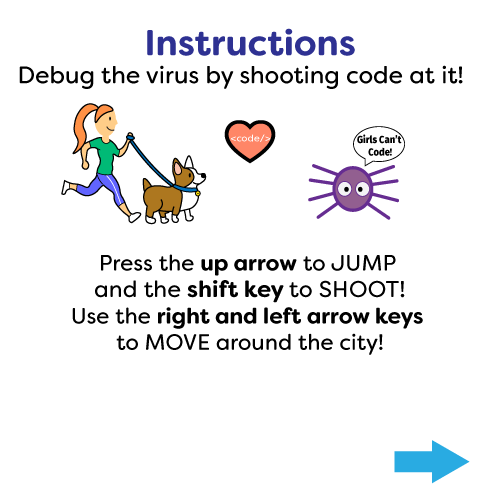 Instructions
Debug the virus by shooting code at it!
<code/>
Girls Can't
Code!
Press the up arrow to JUMP
and the shift key to SHOOT!
Use the right and left arrow keys
to MOVE around the city!